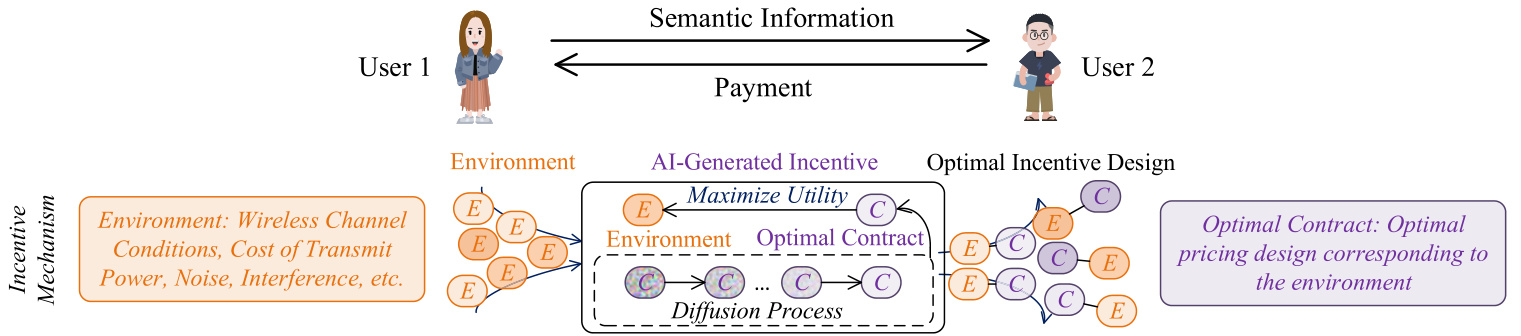 Semantic Information
User 1
User 2
Payment
Incentive
Mechanism
Environment
AI-Generated Incentive
Optimal Incentive Design
Environment: Wireless Channel
Conditions, Cost of Transmit
Power, Noise, Interference, etc.
E
E
E
E
E
E
Maximize Utility
E
C
Environment
Optimal Contract
C
C
...
C
C
Diffusion Process
C
E
E
C
C
E
E
C
C
E
Optimal Contract: Optimal
pricing design corresponding to
the environment